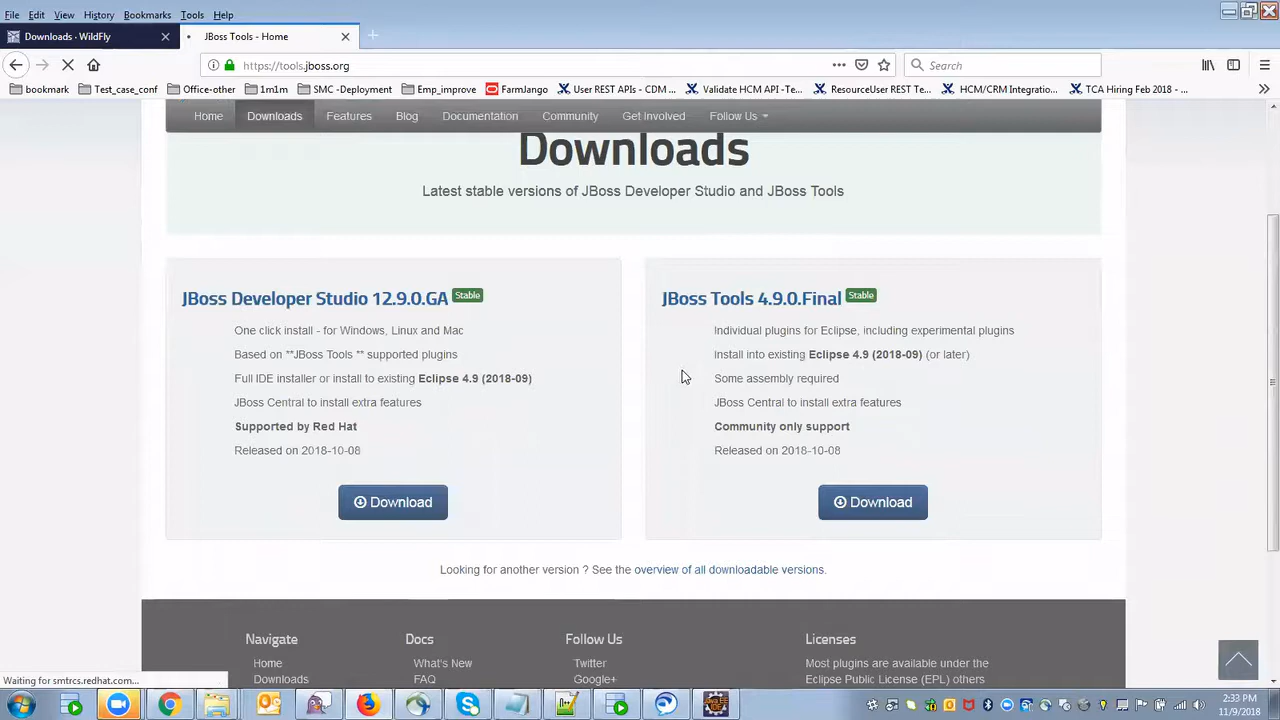 File Edit View History Bookmarks Tools Help
Downloads · WildFly
JBoss Tools - Home
https://tools.jboss.org
Search
bookmark Test_case_conf Office-other 1m1m SMC -Deployment Emp_improve FarmJango User REST APIs - CDM ... Validate HCM API -Te... ResourceUser REST Te... HCM/CRM Integratio... TCA Hiring Feb 2018 - ...
Home Downloads Features Blog Documentation Community Get Involved Follow Us
Downloads
Latest stable versions of JBoss Developer Studio and JBoss Tools
JBoss Developer Studio 12.9.0.GA Stable
One click install - for Windows, Linux and Mac
Based on **JBoss Tools ** supported plugins
Full IDE installer or install to existing Eclipse 4.9 (2018-09)
JBoss Central to install extra features
Supported by Red Hat
Released on 2018-10-08
Download
JBoss Tools 4.9.0.Final Stable
Individual plugins for Eclipse, including experimental plugins
Install into existing Eclipse 4.9 (2018-09) (or later)
Some assembly required
JBoss Central to install extra features
Community only support
Released on 2018-10-08
Download
Looking for another version ? See the overview of all downloadable versions.
Navigate
Home
Downloads
Docs
What's New
FAQ
Follow Us
Twitter
Google+
Licenses
Most plugins are available under the
Eclipse Public License (EPL) others
Waiting for smtrcs.redhat.com...
2:33 PM
11/9/2018